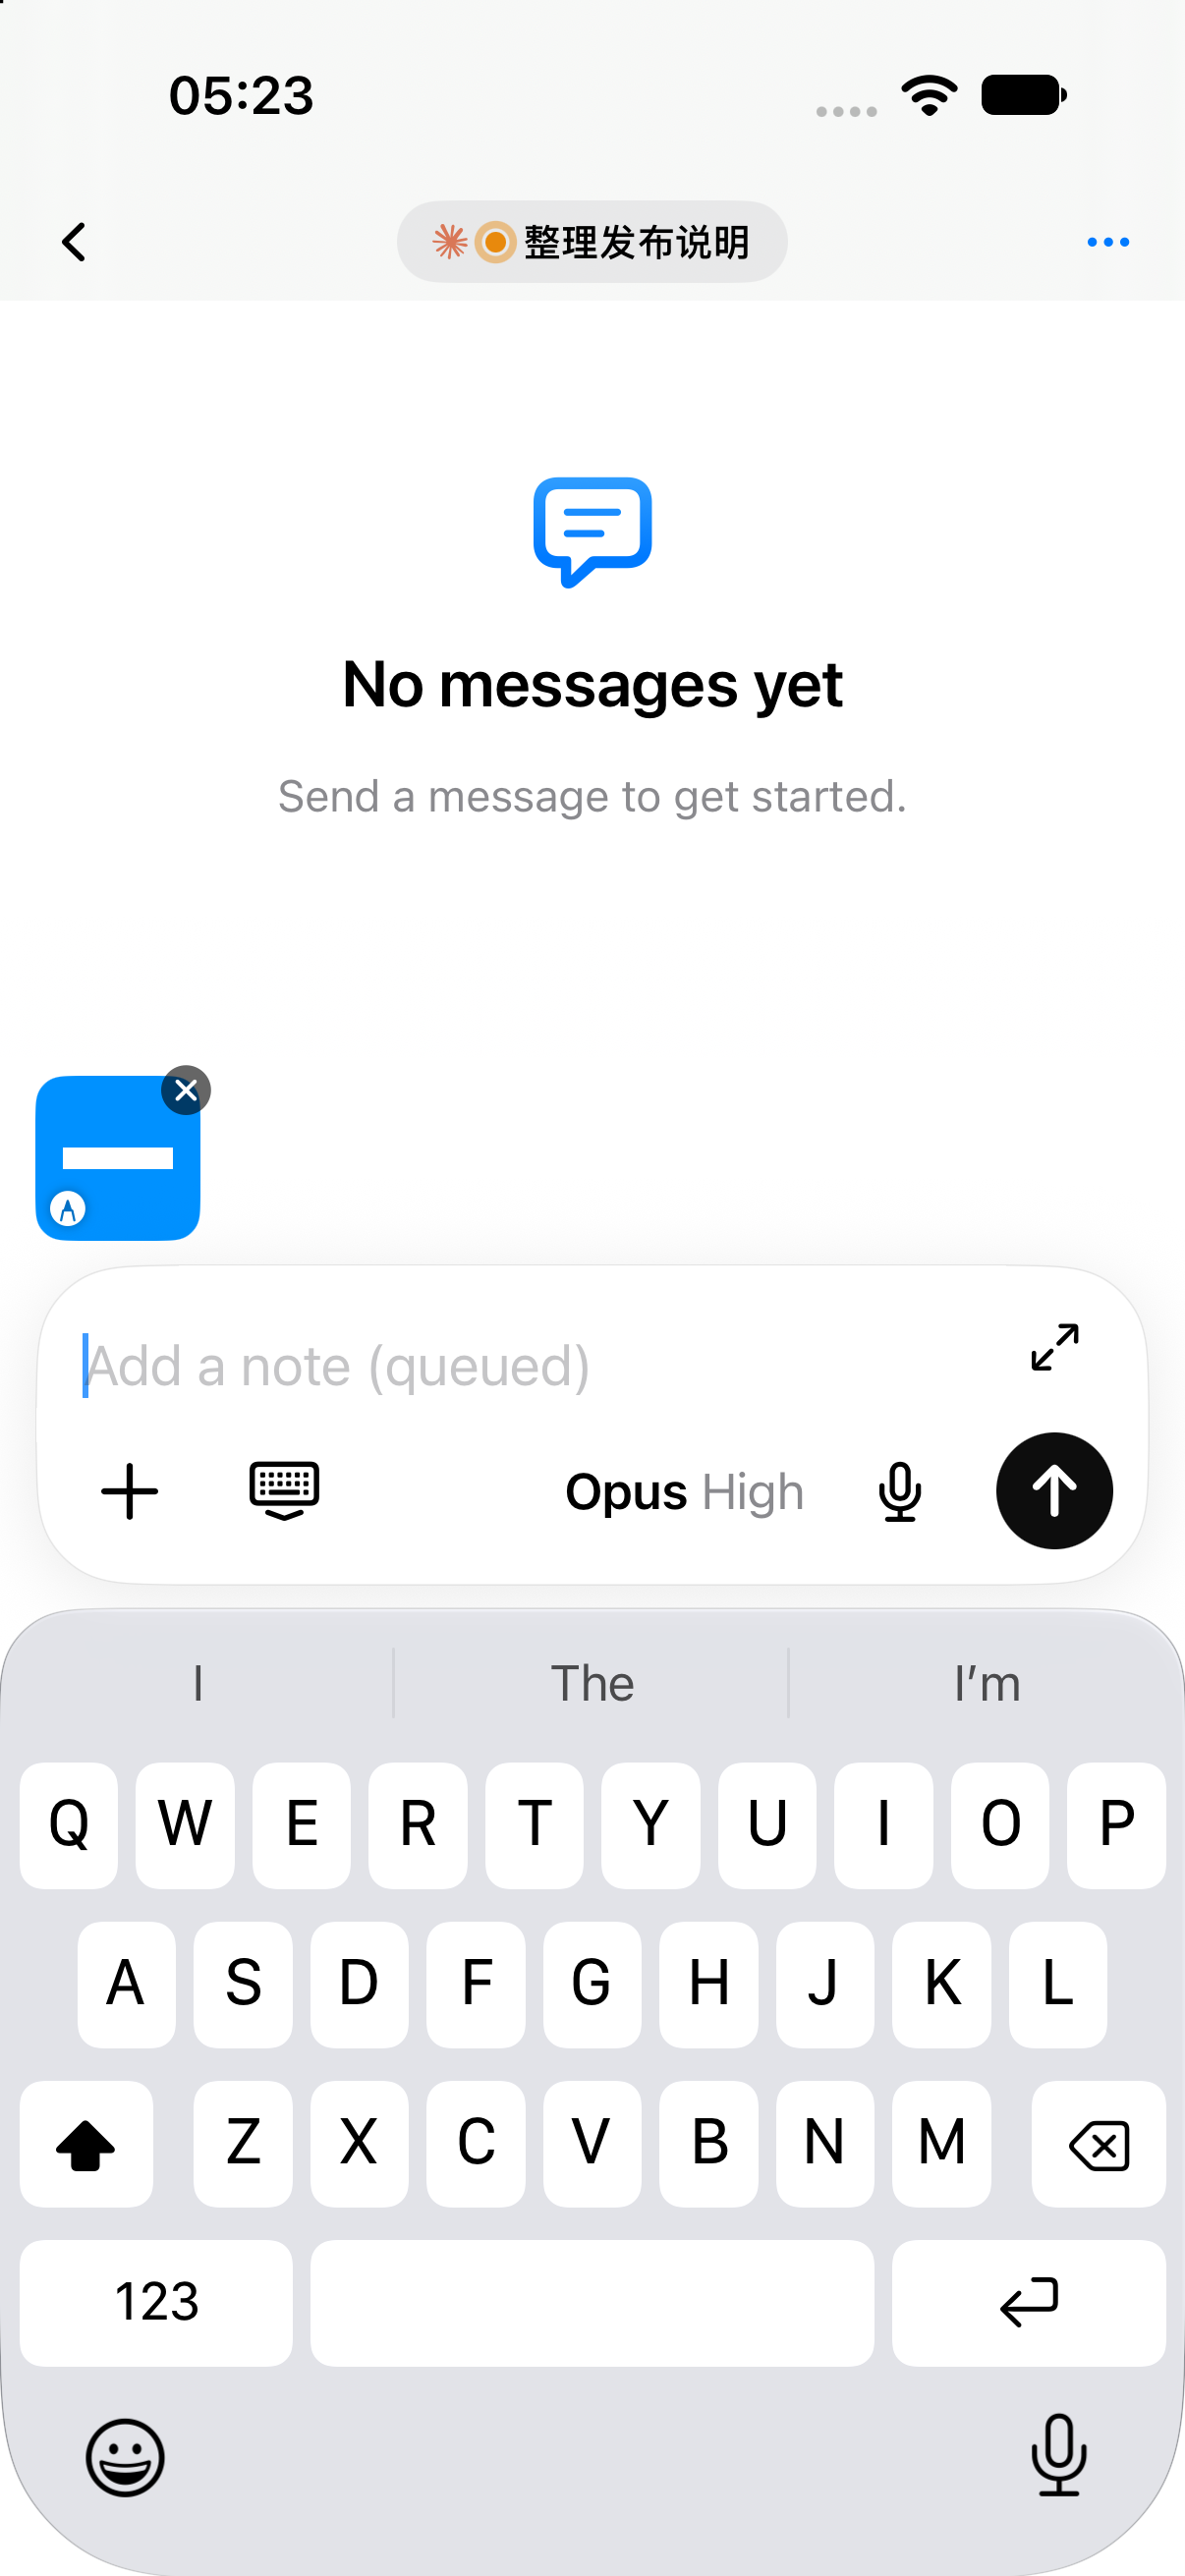 05:23
整理发布说明
No messages yet
Send a message to get started.
Add a note (queued)
Opus High
I The I’m
Q W E R T Y U I O P
A S D F G H J K L
Z X C V B N M
123